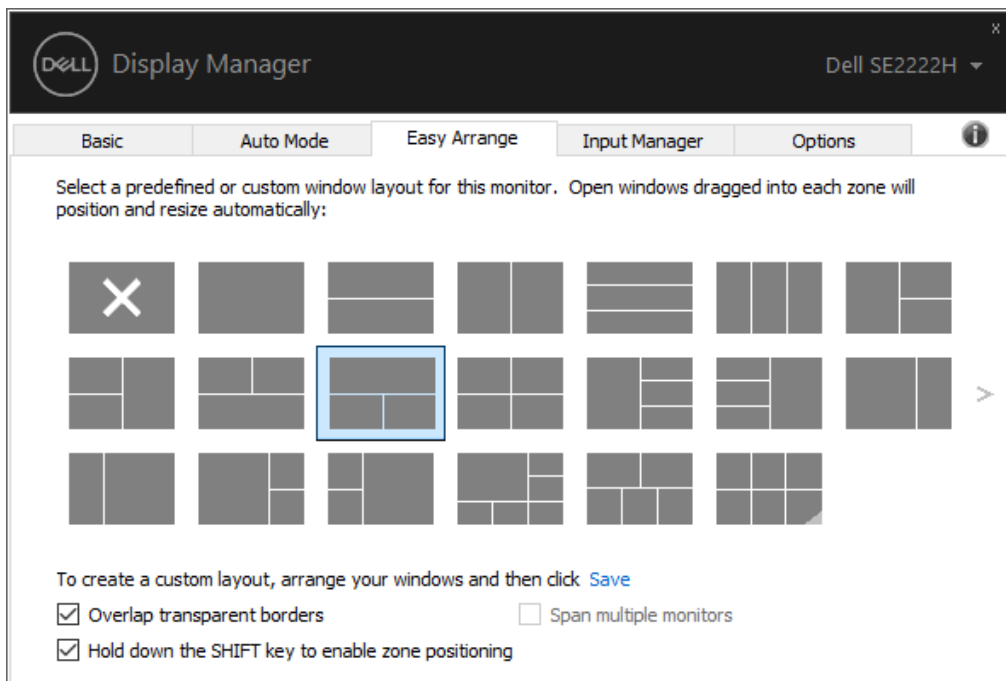 x
DELL Display Manager Dell SE2222H
Basic Auto Mode Easy Arrange Input Manager Options
Select a predefined or custom window layout for this monitor. Open windows dragged into each zone will
position and resize automatically:
>
To create a custom layout, arrange your windows and then click Save
Overlap transparent borders Span multiple monitors
Hold down the SHIFT key to enable zone positioning